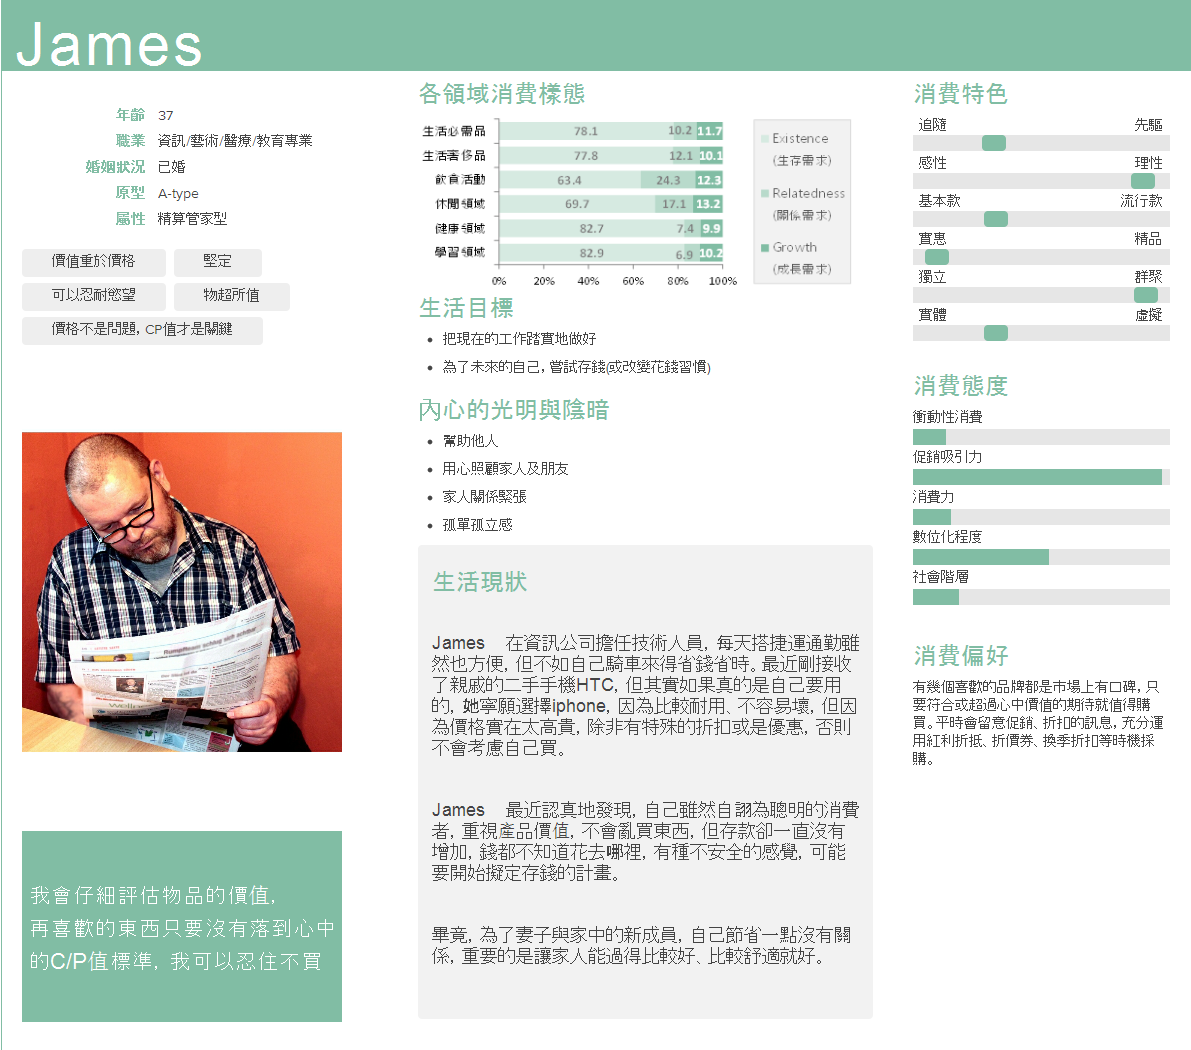 James
年齡 37
職業 資訊/藝術/醫療/教育專業
婚姻狀況 已婚
原型 A-type
屬性 精算管家型
價值重於價格 堅定
可以忍耐慾望 物超所值
價格不是問題, CP值才是關鍵
我會仔細評估物品的價值,
再喜歡的東西只要沒有落到心中
的C/P值標準, 我可以忍住不買
各領域消費樣態
生活必需品 78.1 10.2 11.7
生活奢侈品 77.8 12.1 10.1
飲食活動 63.4 24.3 12.3
休閒領域 69.7 17.1 13.2
健康領域 82.7 7.4 9.9
學習領域 82.9 6.9 10.2
0% 20% 40% 60% 80% 100%
Existence
(生存需求)
Relatedness
(關係需求)
Growth
(成長需求)
生活目標
把現在的工作踏實地做好
為了未來的自己, 嘗試存錢(或改變花錢習慣)
內心的光明與陰暗
幫助他人
用心照顧家人及朋友
家人關係緊張
孤單孤立感
生活現狀
James 在資訊公司擔任技術人員, 每天搭捷運通勤雖
然也方便, 但不如自己騎車來得省錢省時。最近剛接收
了親戚的二手手機HTC, 但其實如果真的是自己要用
的, 她寧願選擇iphone, 因為比較耐用、不容易壞, 但因
為價格實在太高貴, 除非有特殊的折扣或是優惠, 否則
不會考慮自己買。
James 最近認真地發現, 自己雖然自詡為聰明的消費
者, 重視產品價值, 不會亂買東西, 但存款卻一直沒有
增加, 錢都不知道花去哪裡, 有種不安全的感覺, 可能
要開始擬定存錢的計畫。
畢竟, 為了妻子與家中的新成員, 自己節省一點沒有關
係, 重要的是讓家人能過得比較好、比較舒適就好。
消費特色
追隨 先驅
感性 理性
基本款 流行款
實惠 精品
獨立 群聚
實體 虛擬
消費態度
衝動性消費
促銷吸引力
消費力
數位化程度
社會階層
消費偏好
有幾個喜歡的品牌都是市場上有口碑, 只
要符合或超過心中價值的期待就值得購
買。平時會留意促銷、折扣的訊息, 充分運
用紅利折抵、折價券、換季折扣等時機採
購。